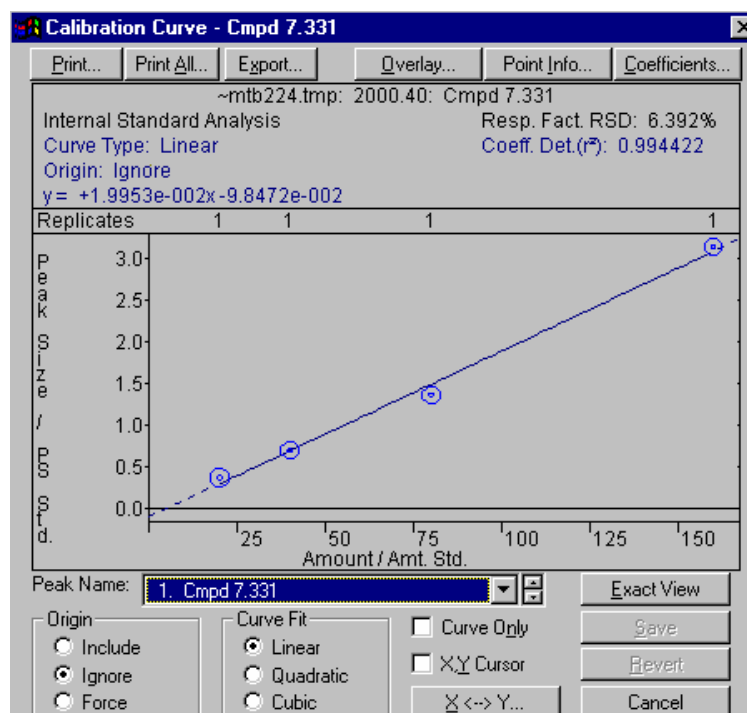 Calibration Curve - Cmpd 7.331
Print... Print All... Export... Overlay... Point Info... Coefficients...
~mtb224.tmp: 2000.40: Cmpd 7.331
Internal Standard Analysis Resp. Fact. RSD: 6.392%
Curve Type: Linear Coeff. Det.(r²): 0.994422
Origin: Ignore
y = +1.9953e-002x -9.8472e-002
Replicates 1 1 1 1
Peak Size / PS Std.
3.0
2.5
2.0
1.5
1.0
0.5
0.0
25 50 75 100 125 150
Amount / Amt. Std.
Peak Name: 1. Cmpd 7.331 Exact View
Origin Curve Fit Curve Only Save
Include Linear
Ignore Quadratic X,Y Cursor Revert
Force Cubic X <-> Y... Cancel